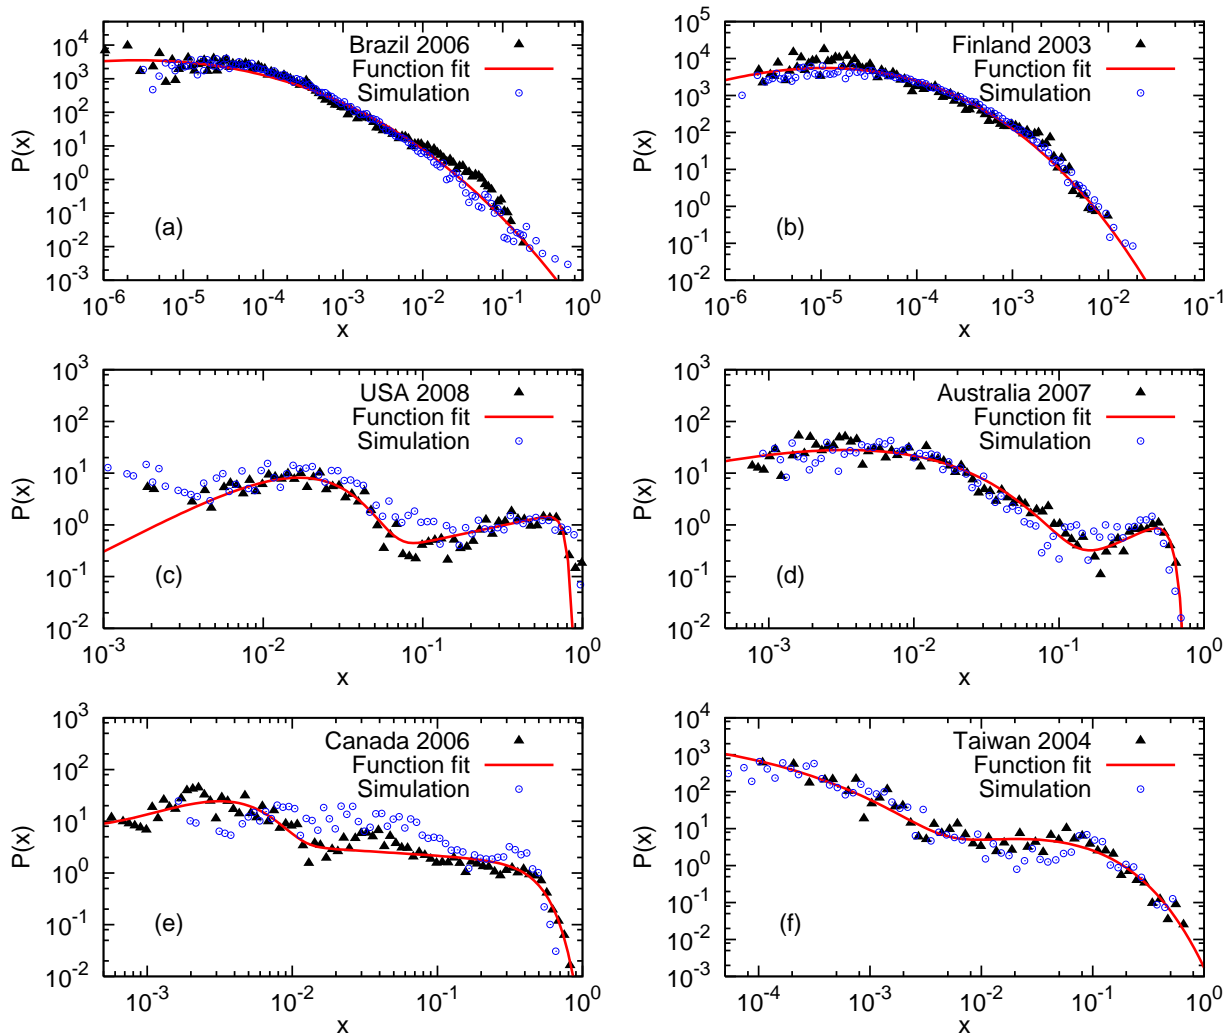 10^4
10^3
10^2
10^1
10^0
10^-1
10^-2
10^-3
P(x)
Brazil 2006
Function fit
Simulation
(a)
10^-6 10^-5 10^-4 10^-3 10^-2 10^-1 10^0
x
10^5
10^4
10^3
10^2
10^1
10^0
10^-1
10^-2
P(x)
Finland 2003
Function fit
Simulation
(b)
10^-6 10^-5 10^-4 10^-3 10^-2 10^-1
x
10^3
10^2
10^1
10^0
10^-1
10^-2
P(x)
USA 2008
Function fit
Simulation
(c)
10^-3 10^-2 10^-1 10^0
x
10^3
10^2
10^1
10^0
10^-1
10^-2
P(x)
Australia 2007
Function fit
Simulation
(d)
10^-3 10^-2 10^-1 10^0
x
10^3
10^2
10^1
10^0
10^-1
10^-2
P(x)
Canada 2006
Function fit
Simulation
(e)
10^-3 10^-2 10^-1 10^0
x
10^4
10^3
10^2
10^1
10^0
10^-1
10^-2
10^-3
P(x)
Taiwan 2004
Function fit
Simulation
(f)
10^-4 10^-3 10^-2 10^-1 10^0
x